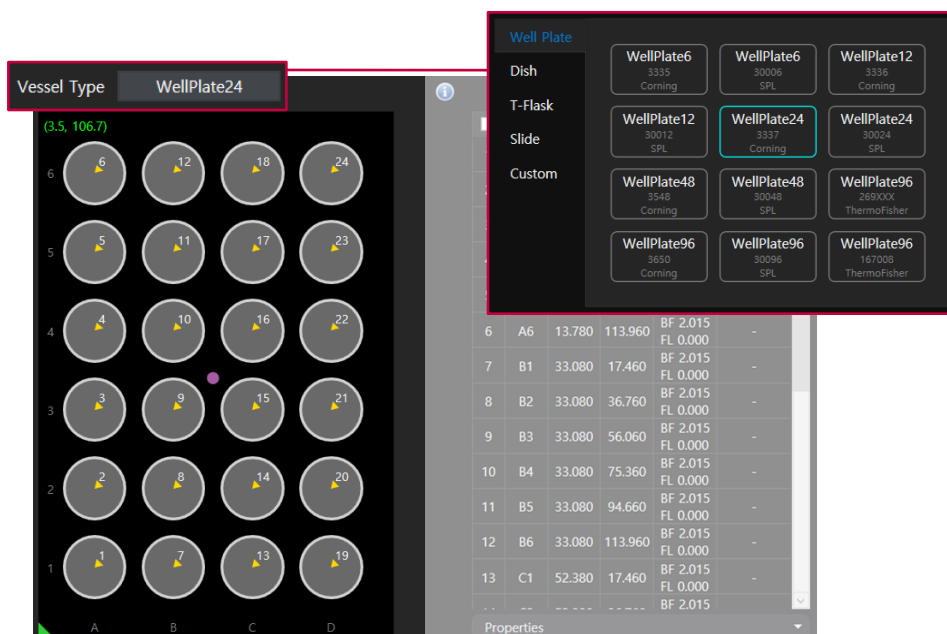 Vessel Type WellPlate24
Well Plate
Dish
T-Flask
Slide
Custom
WellPlate6
3335
Corning
WellPlate6
30006
SPL
WellPlate12
3336
Corning
WellPlate12
30012
SPL
WellPlate24
3337
Corning
WellPlate24
30024
SPL
WellPlate48
3548
Corning
WellPlate48
30048
SPL
WellPlate96
269XXX
ThermoFisher
WellPlate96
3650
Corning
WellPlate96
30096
SPL
WellPlate96
167008
ThermoFisher
(3.5, 106.7)
6 6 12 18 24
5 5 11 17 23
4 4 10 16 22
3 3 9 15 21
2 2 8 14 20
1 1 7 13 19
A B C D
6 A6 13.780 113.960 BF 2.015 -
FL 0.000
7 B1 33.080 17.460 BF 2.015 -
FL 0.000
8 B2 33.080 36.760 BF 2.015 -
FL 0.000
9 B3 33.080 56.060 BF 2.015 -
FL 0.000
10 B4 33.080 75.360 BF 2.015 -
FL 0.000
11 B5 33.080 94.660 BF 2.015 -
FL 0.000
12 B6 33.080 113.960 BF 2.015 -
FL 0.000
13 C1 52.380 17.460 BF 2.015 -
FL 0.000
BF 2.015
Properties